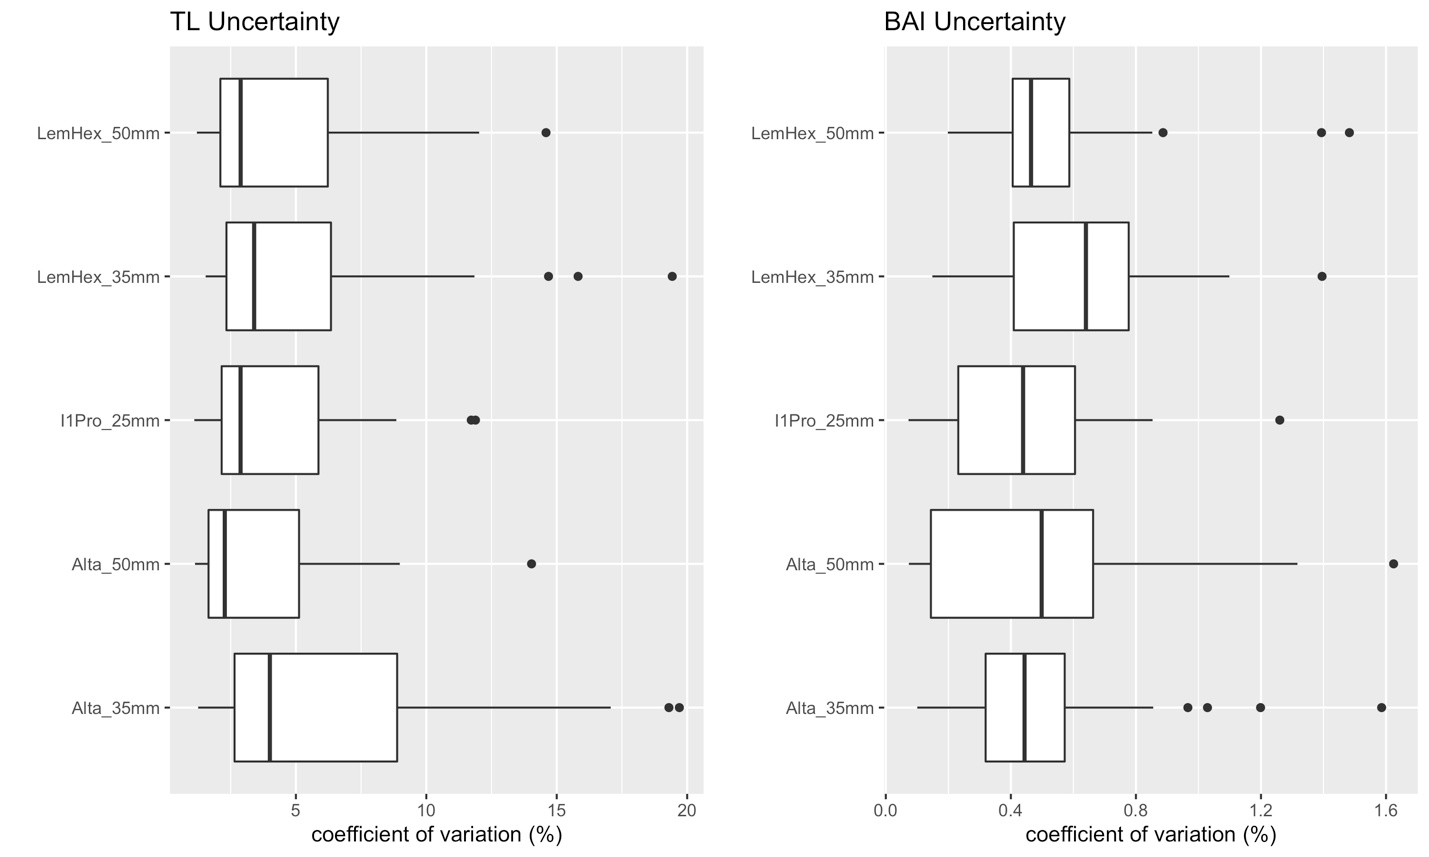 TL Uncertainty
LemHex_50mm
LemHex_35mm
I1Pro_25mm
Alta_50mm
Alta_35mm
5 10 15 20
coefficient of variation (%)
BAI Uncertainty
LemHex_50mm
LemHex_35mm
I1Pro_25mm
Alta_50mm
Alta_35mm
0.0 0.4 0.8 1.2 1.6
coefficient of variation (%)